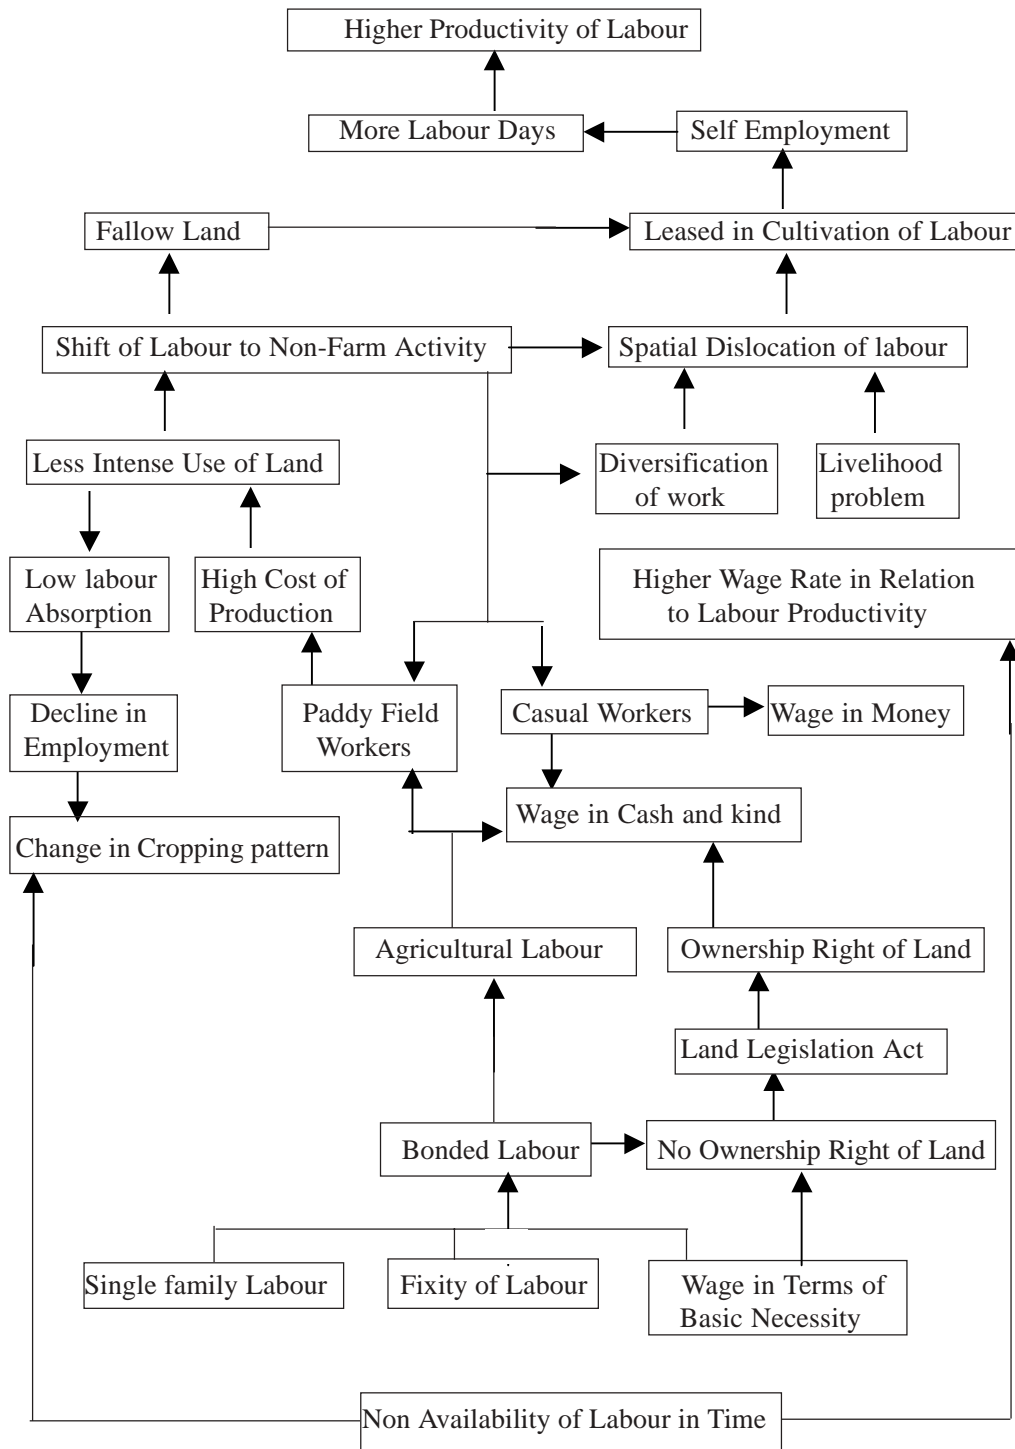 Higher Productivity of Labour
More Labour Days
Self Employment
Fallow Land
Leased in Cultivation of Labour
Shift of Labour to Non-Farm Activity
Spatial Dislocation of labour
Less Intense Use of Land
Diversification
of work
Livelihood
problem
Low labour
Absorption
High Cost of
Production
Higher Wage Rate in Relation
to Labour Productivity
Decline in
Employment
Paddy Field
Workers
Casual Workers
Wage in Money
Change in Cropping pattern
Wage in Cash and kind
Agricultural Labour
Ownership Right of Land
Land Legislation Act
Bonded Labour
No Ownership Right of Land
Single family Labour
Fixity of Labour
Wage in Terms of
Basic Necessity
Non Availability of Labour in Time